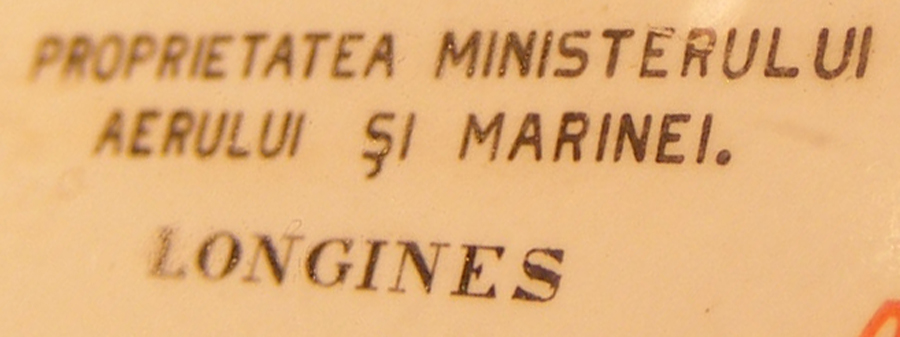 PROPRIETATEA MINISTERULUI
AERULUI ŞI MARINEI.
LONGINES